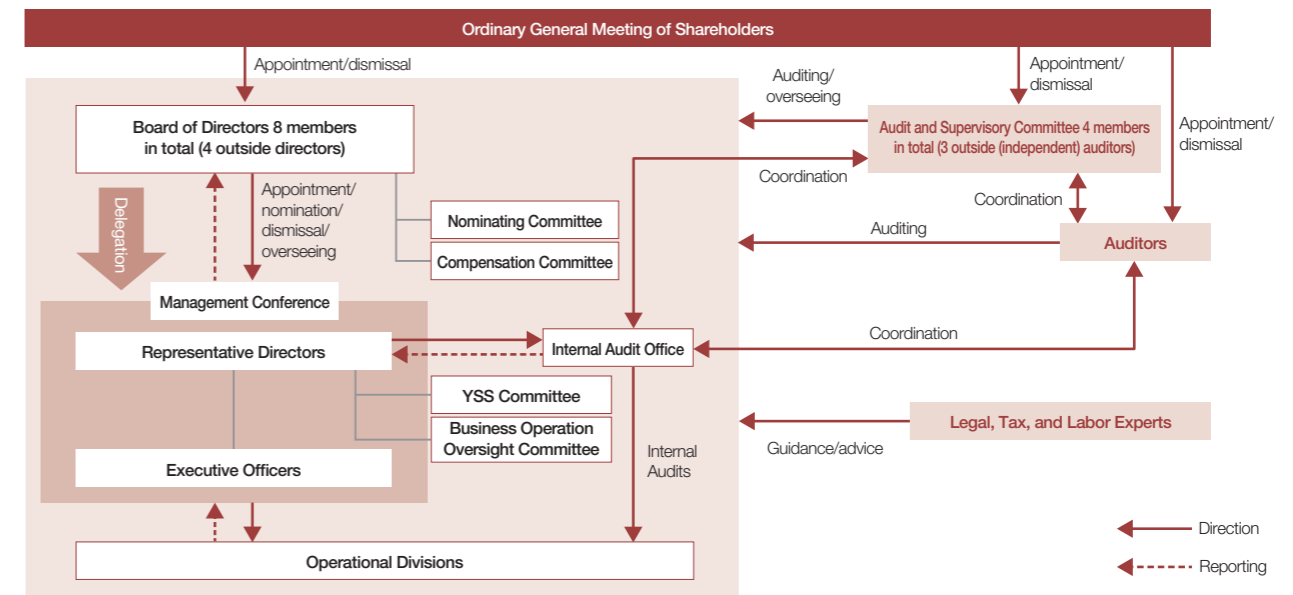 Ordinary General Meeting of Shareholders
Appointment/dismissal
Board of Directors 8 members
in total (4 outside directors)
Delegation
Appointment/
nomination/
dismissal/
overseeing
Nominating Committee
Compensation Committee
Management Conference
Representative Directors
YSS Committee
Business Operation
Oversight Committee
Executive Officers
Operational Divisions
Internal Audit Office
Internal
Audits
Auditing/
overseeing
Appointment/
dismissal
Audit and Supervisory Committee 4 members
in total (3 outside (independent) auditors)
Appointment/
dismissal
Coordination
Coordination
Auditing
Auditors
Coordination
Legal, Tax, and Labor Experts
Guidance/advice
Direction
Reporting